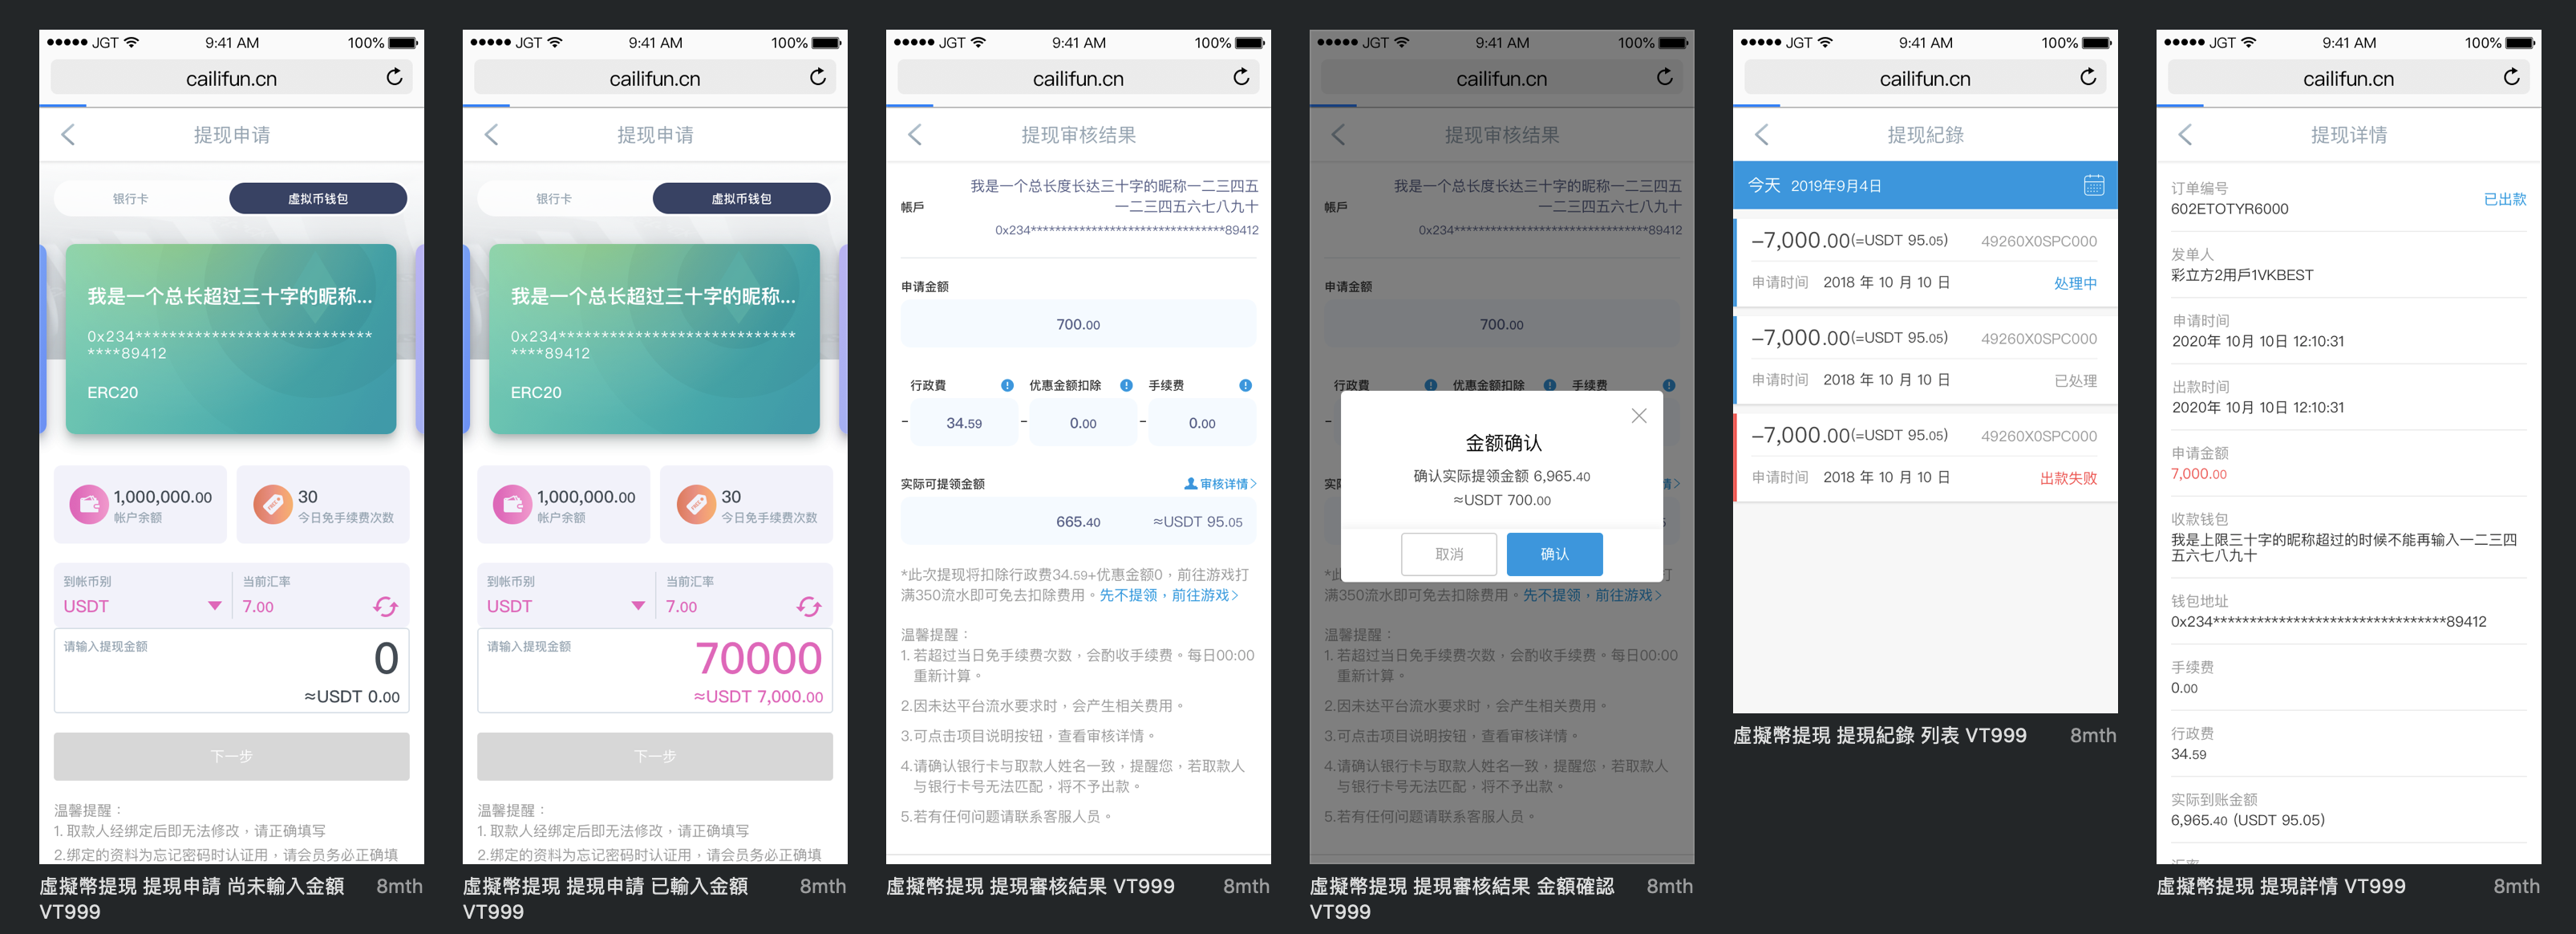 JGT
9:41 AM
100%
cailifun.cn
提现申请
银行卡
虚拟币钱包
我是一个总长超过三十字的昵称...
0x234****************************
****89412
ERC20
1,000,000.00
帐户余额
30
今日免手续费次数
到帐币别
USDT
当前汇率
7.00
请输入提现金额
0
≈USDT 0.00
下一步
温馨提醒：
1. 取款人经绑定后即无法修改，请正确填写
2.绑定的资料为忘记密码时认证用，请会员务必正确填
虛擬幣提現 提現申請 尚未輸入金額
VT999
8mth
JGT
9:41 AM
100%
cailifun.cn
提现申请
银行卡
虚拟币钱包
我是一个总长超过三十字的昵称...
0x234****************************
****89412
ERC20
1,000,000.00
帐户余额
30
今日免手续费次数
到帐币别
USDT
当前汇率
7.00
请输入提现金额
70000
≈USDT 7,000.00
下一步
温馨提醒：
1. 取款人经绑定后即无法修改，请正确填写
2.绑定的资料为忘记密码时认证用，请会员务必正确填
虛擬幣提現 提現申請 已輸入金額
VT999
8mth
JGT
9:41 AM
100%
cailifun.cn
提现审核结果
帳戶
我是一个总长度长达三十字的昵称一二三四五
一二三四五六七八九十
0x234********************************89412
申请金额
700.00
行政費
优惠金额扣除
手续费
- 34.59
- 0.00
- 0.00
实际可提领金额
审核详情>
665.40
≈USDT 95.05
*此次提现将扣除行政费34.59+优惠金额0，前往游戏打
满350流水即可免去扣除费用。先不提领，前往游戏>
温馨提醒：
1. 若超过当日免手续费次数，会酌收手续费。每日00:00
重新计算。
2.因未达平台流水要求时，会产生相关费用。
3.可点击项目说明按钮，查看审核详情。
4.请确认银行卡与取款人姓名一致，提醒您，若取款人
与银行卡号无法匹配，将不予出款。
5.若有任何问题请联系客服人员。
虛擬幣提現 提現審核結果 VT999
8mth
JGT
9:41 AM
100%
cailifun.cn
提现审核结果
帳戶
我是一个总长度长达三十字的昵称一二三四五
一二三四五六七八九十
0x234********************************89412
申请金额
700.00
行政費
优惠金额扣除
手续费
金额确认
确认实际提领金额 6,965.40
≈USDT 700.00
取消
确认
满350流水即可免去扣除费用。先不提领，前往游戏>
温馨提醒：
1. 若超过当日免手续费次数，会酌收手续费。每日00:00
重新计算。
2.因未达平台流水要求时，会产生相关费用。
3.可点击项目说明按钮，查看审核详情。
4.请确认银行卡与取款人姓名一致，提醒您，若取款人
与银行卡号无法匹配，将不予出款。
5.若有任何问题请联系客服人员。
虛擬幣提現 提現審核結果 金額確認
VT999
8mth
JGT
9:41 AM
100%
cailifun.cn
提现紀錄
今天 2019年9月4日
–7,000.00(=USDT 95.05)
49260X0SPC000
申请时间 2018 年 10 月 10 日
处理中
–7,000.00(=USDT 95.05)
49260X0SPC000
申请时间 2018 年 10 月 10 日
已处理
–7,000.00(=USDT 95.05)
49260X0SPC000
申请时间 2018 年 10 月 10 日
出款失败
虛擬幣提現 提現紀錄 列表 VT999
8mth
JGT
9:41 AM
100%
cailifun.cn
提现详情
订单编号
602ETOTYR6000
已出款
发单人
彩立方2用戶1VKBEST
申请时间
2020年 10月 10日 12:10:31
出款时间
2020年 10月 10日 12:10:31
申请金额
7,000.00
收款钱包
我是上限三十字的昵称超过的时候不能再输入一二三四
五六七八九十
钱包地址
0x234********************************89412
手续费
0.00
行政费
34.59
实际到账金额
6,965.40 (USDT 95.05)
虛擬幣提現 提現詳情 VT999
8mth